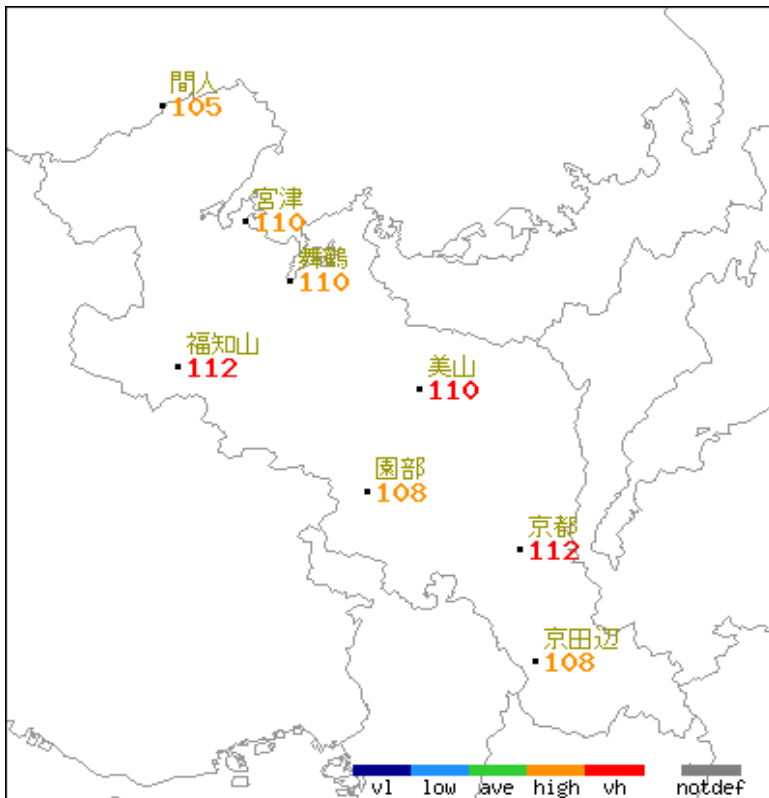 間人
105
宮津
110
舞鶴
110
福知山
112
美山
110
園部
108
京都
112
京田辺
108
vl low ave high vh notdef